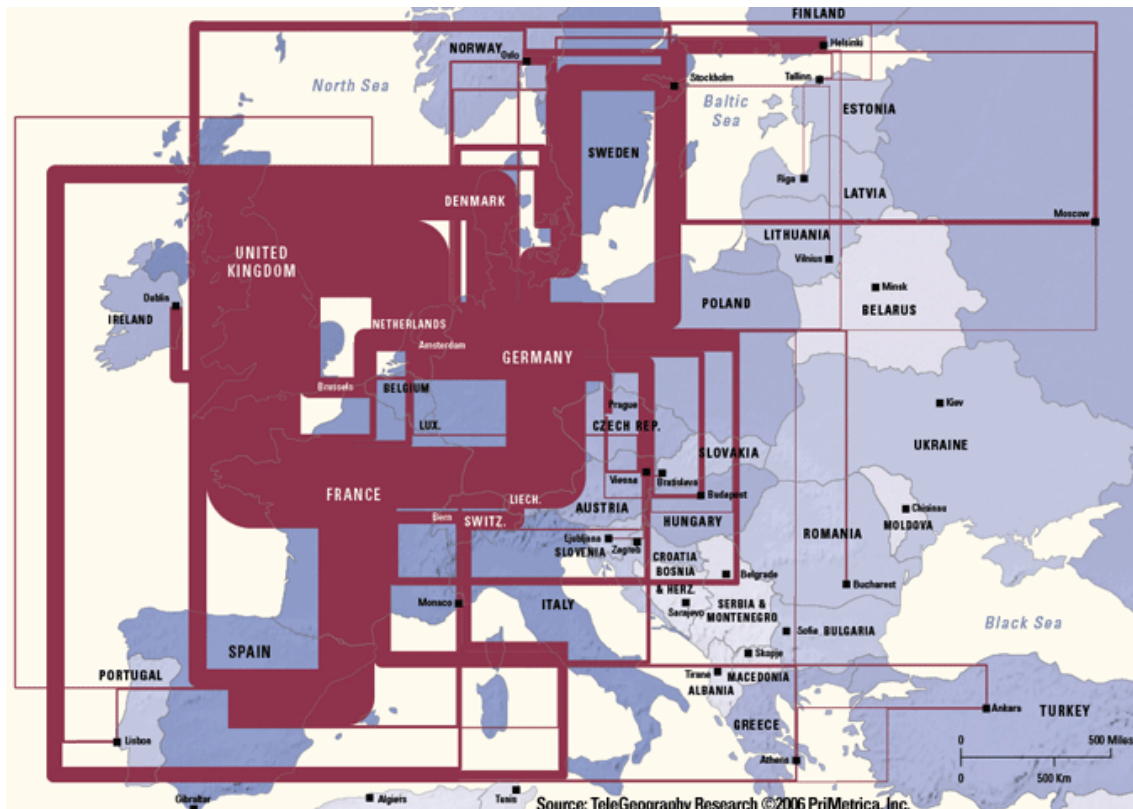 FINLAND
NORWAY
Oslo
Helsinki
North Sea
Stockholm
Tallinn
Baltic
Sea
ESTONIA
SWEDEN
Riga
LATVIA
DENMARK
Moscow
LITHUANIA
UNITED
KINGDOM
Vilnius
Minsk
Dublin
POLAND
BELARUS
IRELAND
NETHERLANDS
Amsterdam
GERMANY
Brussels
BELGIUM
Prague
Kiev
LUX.
CZECH REP.
UKRAINE
SLOVAKIA
Vienna
Bratislava
FRANCE
LIECH.
Budapest
AUSTRIA
Chisinau
Bern
SWITZ.
HUNGARY
MOLDOVA
ROMANIA
Ljubljana
SLOVENIA
Zagreb
CROATIA
BOSNIA
& HERZ.
Belgrade
Bucharest
Monaco
ITALY
Sarajevo
SERBIA &
MONTENEGRO
Black Sea
Sofia
BULGARIA
SPAIN
Skopje
PORTUGAL
Tirane
MACEDONIA
ALBANIA
Ankara
TURKEY
GREECE
Lisbon
0 500 Miles
Athens
0 500 Km
Gibraltar
Algiers
Tunis
Source: TeleGeography Research ©2006 PriMetrica, Inc.